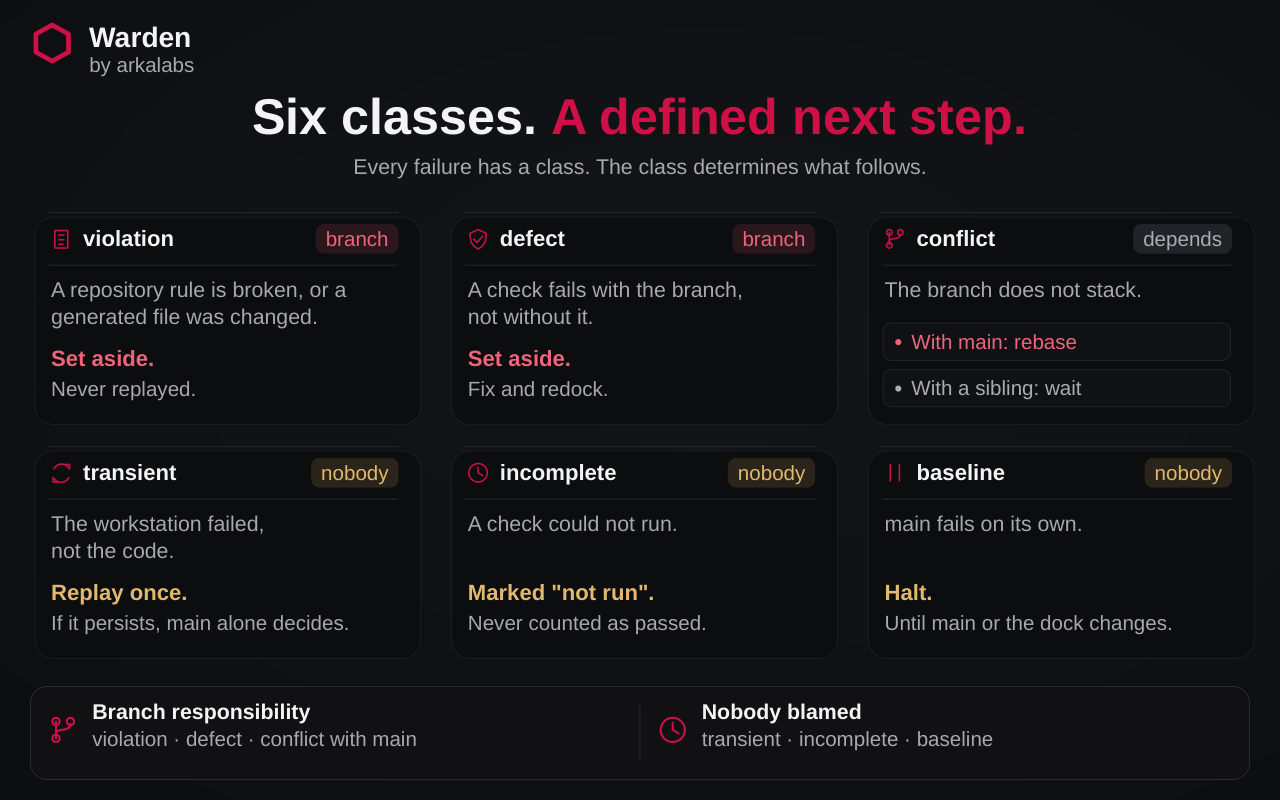 Warden
by arkalabs
Six classes. A defined next step.
Every failure has a class. The class determines what follows.
violation
branch
A repository rule is broken, or a
generated file was changed.
Set aside.
Never replayed.
defect
branch
A check fails with the branch,
not without it.
Set aside.
Fix and redock.
conflict
depends
The branch does not stack.
• With main: rebase
• With a sibling: wait
transient
nobody
The workstation failed,
not the code.
Replay once.
If it persists, main alone decides.
incomplete
nobody
A check could not run.
Marked "not run".
Never counted as passed.
baseline
nobody
main fails on its own.
Halt.
Until main or the dock changes.
Branch responsibility
violation · defect · conflict with main
Nobody blamed
transient · incomplete · baseline